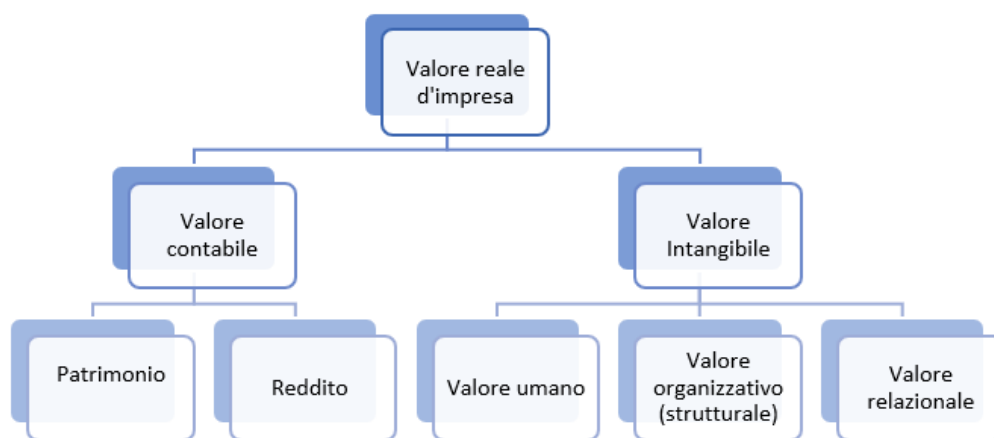 Valore reale
d'impresa
Valore
contabile
Valore
Intangibile
Patrimonio
Reddito
Valore umano
Valore
organizzativo
(strutturale)
Valore
relazionale